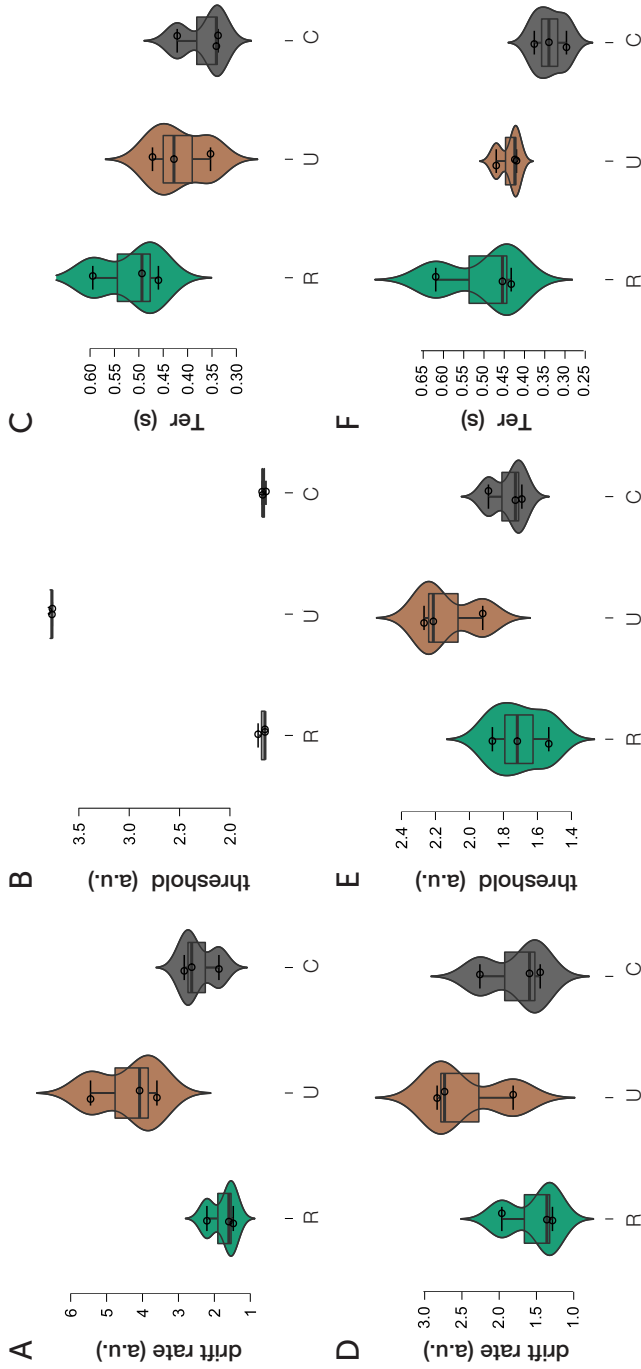 A
drift rate (a.u.)
6
5
4
3
2
1
R U C
B
threshold (a.u.)
3.5
3.0
2.5
2.0
R U C
C
Ter (s)
0.60
0.55
0.50
0.45
0.40
0.35
0.30
R U C
D
drift rate (a.u.)
3.0
2.5
2.0
1.5
1.0
R U C
E
threshold (a.u.)
2.4
2.2
2.0
1.8
1.6
1.4
R U C
F
Ter (s)
0.65
0.60
0.50
0.45
0.40
0.35
0.30
0.25
R U C